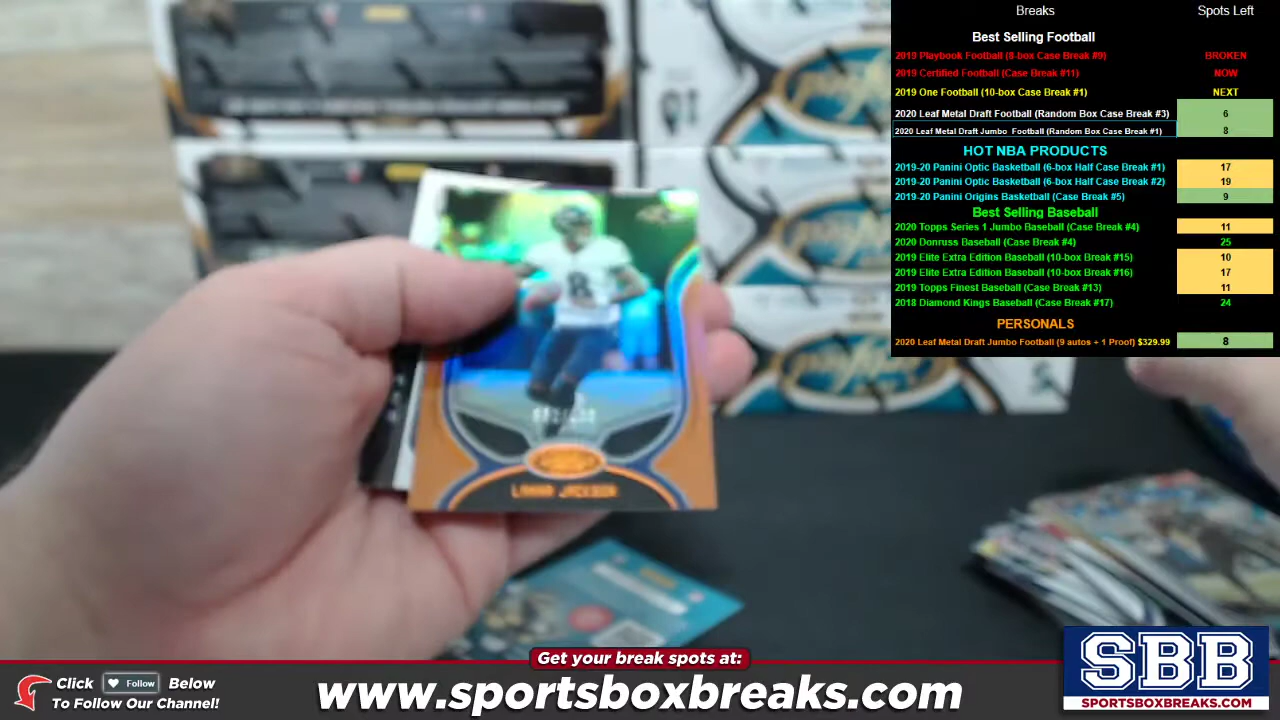 Breaks Spots Left
Best Selling Football
2019 Playbook Football (8-box Case Break #9) BROKEN
2019 Certified Football (Case Break #11) NOW
2019 One Football (10-box Case Break #1) NEXT
2020 Leaf Metal Draft Football (Random Box Case Break #3) 6
2020 Leaf Metal Draft Jumbo Football (Random Box Case Break #1) 8
HOT NBA PRODUCTS
2019-20 Panini Optic Basketball (6-box Half Case Break #1) 17
2019-20 Panini Optic Basketball (6-box Half Case Break #2) 19
2019-20 Panini Origins Basketball (Case Break #5) 9
Best Selling Baseball
2020 Topps Series 1 Jumbo Baseball (Case Break #4) 11
2020 Donruss Baseball (Case Break #4) 25
2019 Elite Extra Edition Baseball (10-box Break #15) 10
2019 Elite Extra Edition Baseball (10-box Break #16) 17
2019 Topps Finest Baseball (Case Break #13) 11
2018 Diamond Kings Baseball (Case Break #17) 24
PERSONALS
2020 Leaf Metal Draft Jumbo Football (9 autos + 1 Proof) $329.99 8
8
LAMAR JACKSON
Get your break spots at:
Click Follow Below
To Follow Our Channel!
www.sportsboxbreaks.com
SBB
SPORTSBOXBREAKS.COM